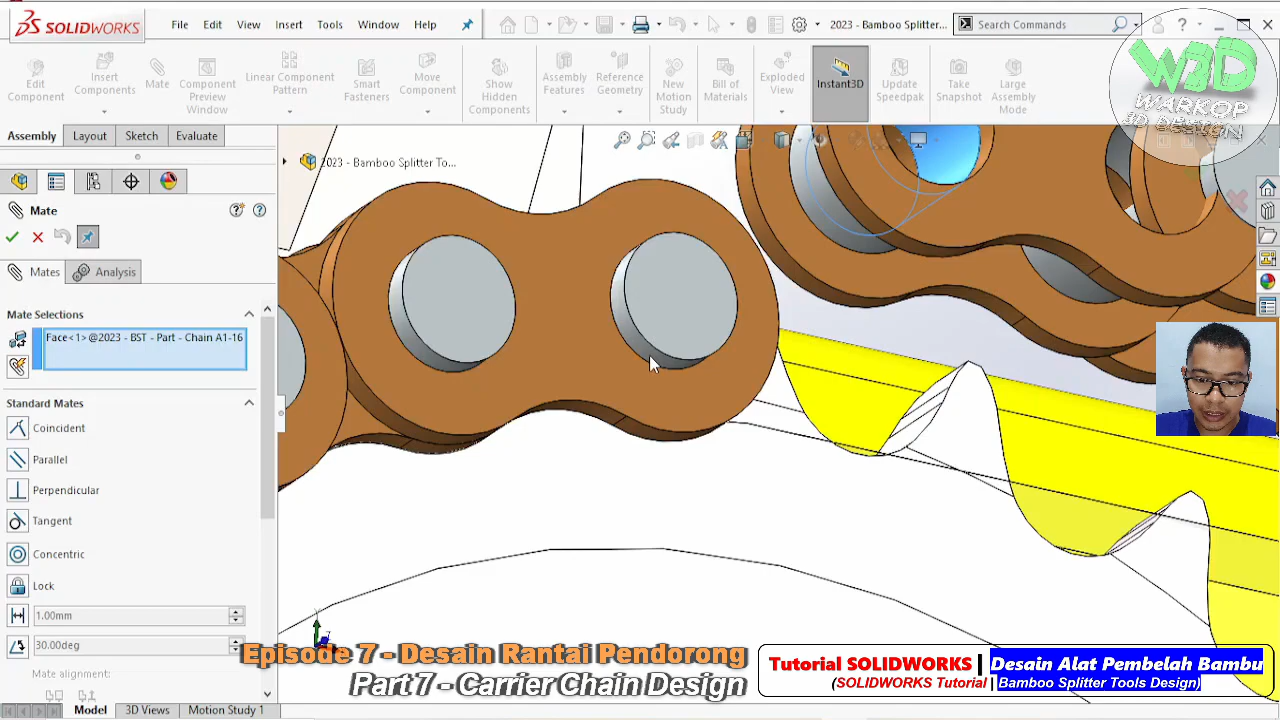 SOLIDWORKS
File Edit View Insert Tools Window Help
2023 - Bamboo Splitter...
Search Commands
Edit Component
Insert Components
Mate
Component Preview Window
Linear Component Pattern
Smart Fasteners
Move Component
Show Hidden Components
Assembly Features
Reference Geometry
New Motion Study
Bill of Materials
Exploded View
Instant3D
Update Speedpak
Take Snapshot
Large Assembly Mode
W3D
WARKOP
3D DESIGN
Assembly Layout Sketch Evaluate
2023 - Bamboo Splitter To...
Mate
Mates Analysis
Mate Selections
Face<1>@2023 - BST - Part - Chain A1-16
Standard Mates
Coincident
Parallel
Perpendicular
Tangent
Concentric
Lock
1.00mm
30.00deg
Mate alignment:
Episode 7 - Desain Rantai Pendorong
Part 7 - Carrier Chain Design
Tutorial SOLIDWORKS | Desain Alat Pembelah Bambu
(SOLIDWORKS Tutorial | Bamboo Splitter Tools Design)
Model 3D Views Motion Study 1